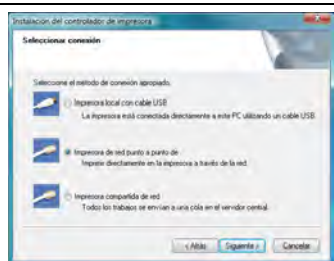 Instalación del controlador de impresora
Seleccionar conexión
Seleccione el método de conexión apropiado.
Impresora local con cable USB
La impresora está conectada directamente a este PC utilizando un cable USB.
Impresora de red punto a punto de
Imprimir directamente en la impresora a través de la red.
Impresora compartida de red
Todos los trabajos se envían a una cola en el servidor central.
< Atrás
Siguiente >
Cancelar